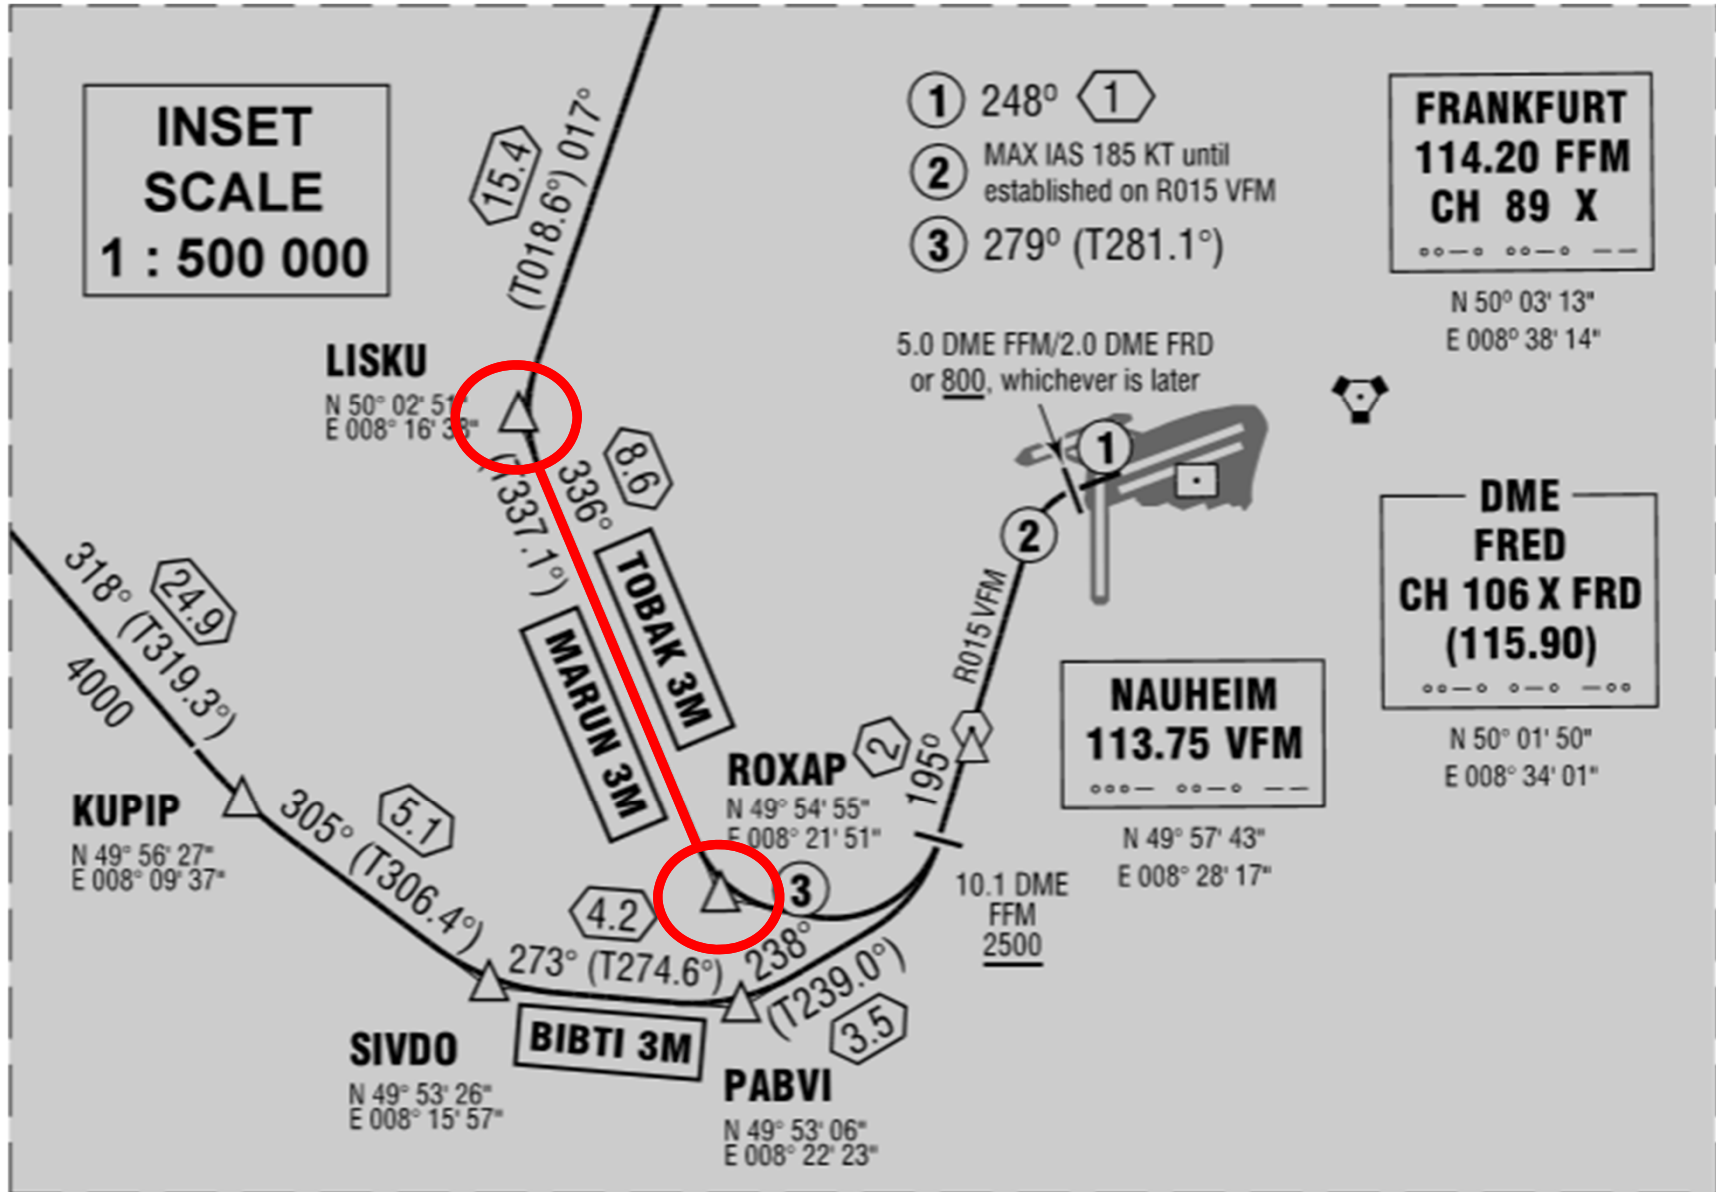 INSET
SCALE
1 : 500 000
15.4
(T018.6°) 017°
1 248º 1
2 MAX IAS 185 KT until
established on R015 VFM
3 279º (T281.1°)
FRANKFURT
114.20 FFM
CH 89 X
N 50º 03' 13"
E 008º 38' 14"
5.0 DME FFM/2.0 DME FRD
or 800, whichever is later
LISKU
N 50° 02' 51"
E 008° 16' 38"
8.6
336°
(T337.1°)
TOBAK 3M
MARUN 3M
1
2
R015 VFM
DME
FRED
CH 106 X FRD
(115.90)
N 50° 01' 50"
E 008° 34' 01"
NAUHEIM
113.75 VFM
N 49° 57' 43"
E 008° 28' 17"
24.9
318° (T319.3°)
4000
KUPIP
N 49° 56' 27"
E 008° 09' 37"
5.1
305° (T306.4°)
ROXAP
N 49° 54' 55"
E 008° 21' 51"
2
195º
3
10.1 DME
FFM
2500
4.2
273° (T274.6°)
238°
(T239.0°)
3.5
BIBTI 3M
SIVDO
N 49° 53' 26"
E 008° 15' 57"
PABVI
N 49° 53' 06"
E 008° 22' 23"